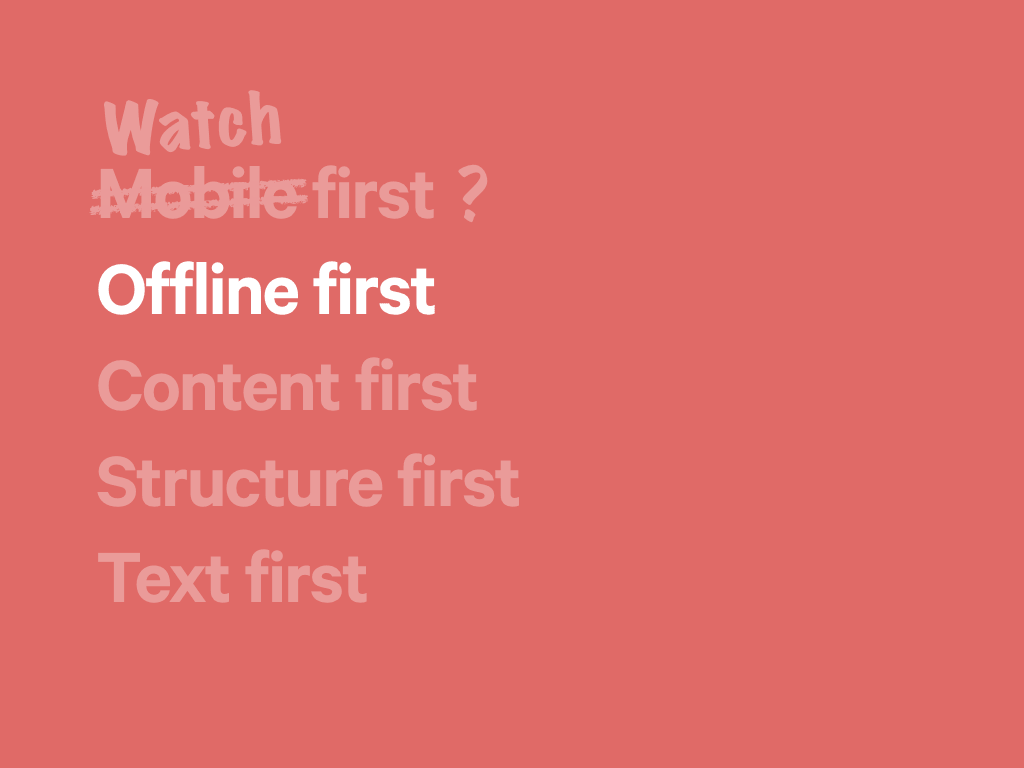 Watch
Mobile first ?
Offline first
Content first
Structure first
Text first